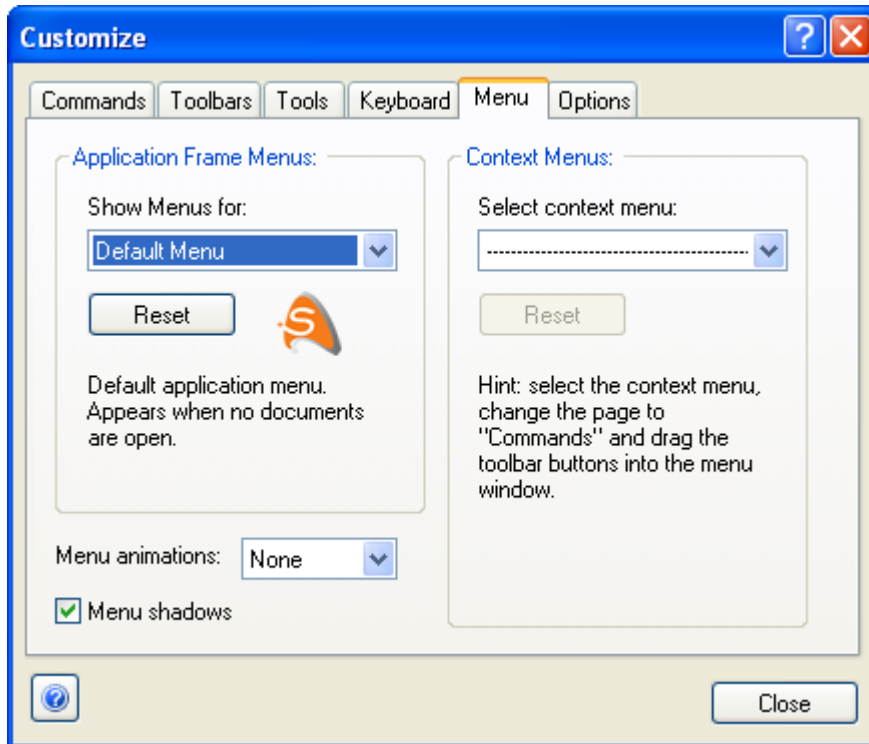 Customize
Commands
Toolbars
Tools
Keyboard
Menu
Options
Application Frame Menus:
Show Menus for:
Default Menu
Reset
S
Default application menu.
Appears when no documents
are open.
Context Menus:
Select context menu:
Reset
Hint: select the context menu,
change the page to
"Commands" and drag the
toolbar buttons into the menu
window.
Menu animations:
None
Menu shadows
Close